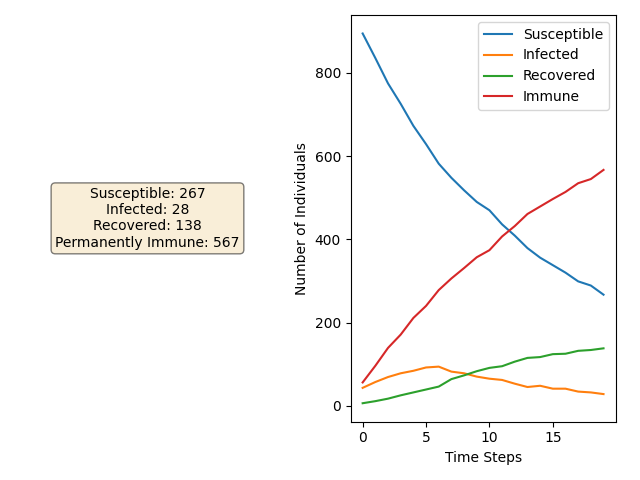 Susceptible: 267
Infected: 28
Recovered: 138
Permanently Immune: 567
Number of Individuals
800
600
400
200
0
Susceptible
Infected
Recovered
Immune
0 5 10 15
Time Steps